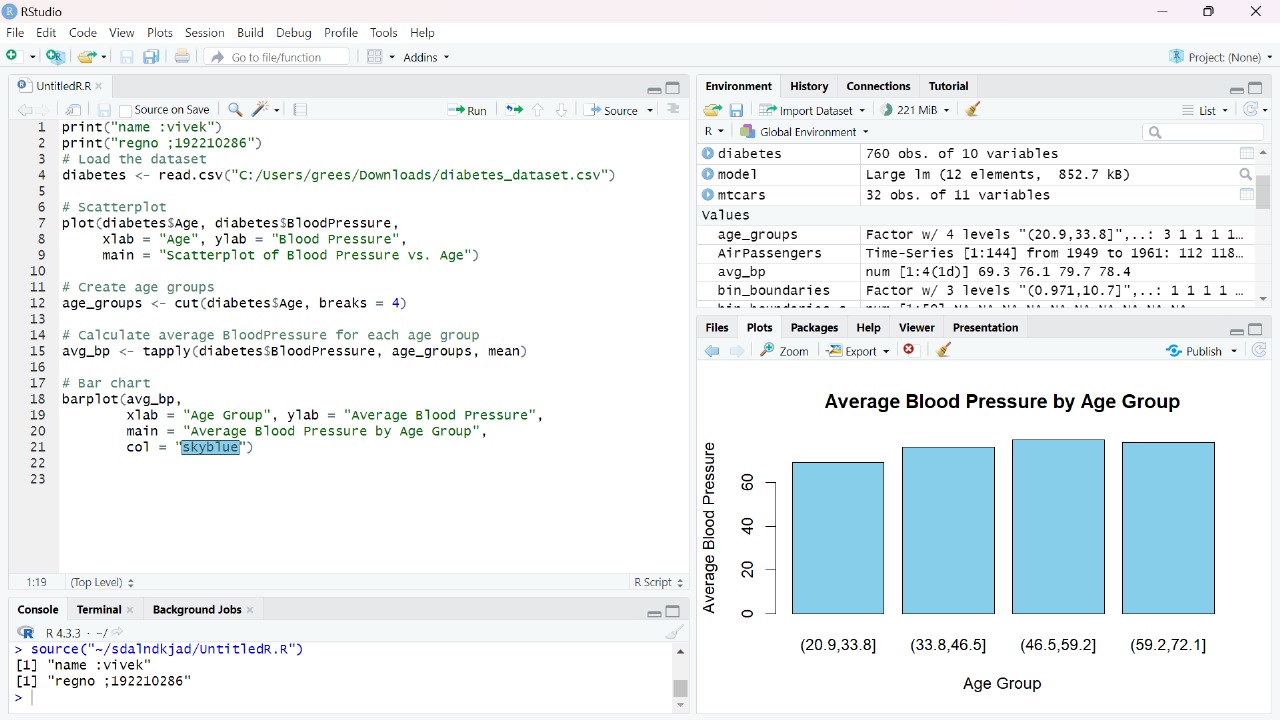 RStudio
File Edit Code View Plots Session Build Debug Profile Tools Help
Go to file/function Addins Project: (None)
UntitledR.R
Source on Save Run Source
1 print("name :vivek")
2 print("regno ;192210286")
3 # Load the dataset
4 diabetes <- read.csv("C:/Users/grees/Downloads/diabetes_dataset.csv")
5
6 # Scatterplot
7 plot(diabetes$Age, diabetes$BloodPressure,
8 xlab = "Age", ylab = "Blood Pressure",
9 main = "Scatterplot of Blood Pressure vs. Age")
10
11 # Create age groups
12 age_groups <- cut(diabetes$Age, breaks = 4)
13
14 # Calculate average BloodPressure for each age group
15 avg_bp <- tapply(diabetes$BloodPressure, age_groups, mean)
16
17 # Bar chart
18 barplot(avg_bp,
19 xlab = "Age Group", ylab = "Average Blood Pressure",
20 main = "Average Blood Pressure by Age Group",
21 col = "skyblue")
22
23
1:19 (Top Level) R Script
Console Terminal Background Jobs
R 4.3.3 · ~/
> source("~/sdalndkjad/UntitledR.R")
[1] "name :vivek"
[1] "regno ;192210286"
>
Environment History Connections Tutorial
Import Dataset 221 MiB List
R Global Environment
diabetes 760 obs. of 10 variables
model Large lm (12 elements, 852.7 kB)
mtcars 32 obs. of 11 variables
Values
age_groups Factor w/ 4 levels "(20.9,33.8]",..: 3 1 1 1 1…
AirPassengers Time-Series [1:144] from 1949 to 1961: 112 118…
avg_bp num [1:4(1d)] 69.3 76.1 79.7 78.4
bin_boundaries Factor w/ 3 levels "(0.971,10.7]",..: 1 1 1 1 …
Files Plots Packages Help Viewer Presentation
Zoom Export Publish
Average Blood Pressure by Age Group
Average Blood Pressure
60
40
20
0
(20.9,33.8] (33.8,46.5] (46.5,59.2] (59.2,72.1]
Age Group